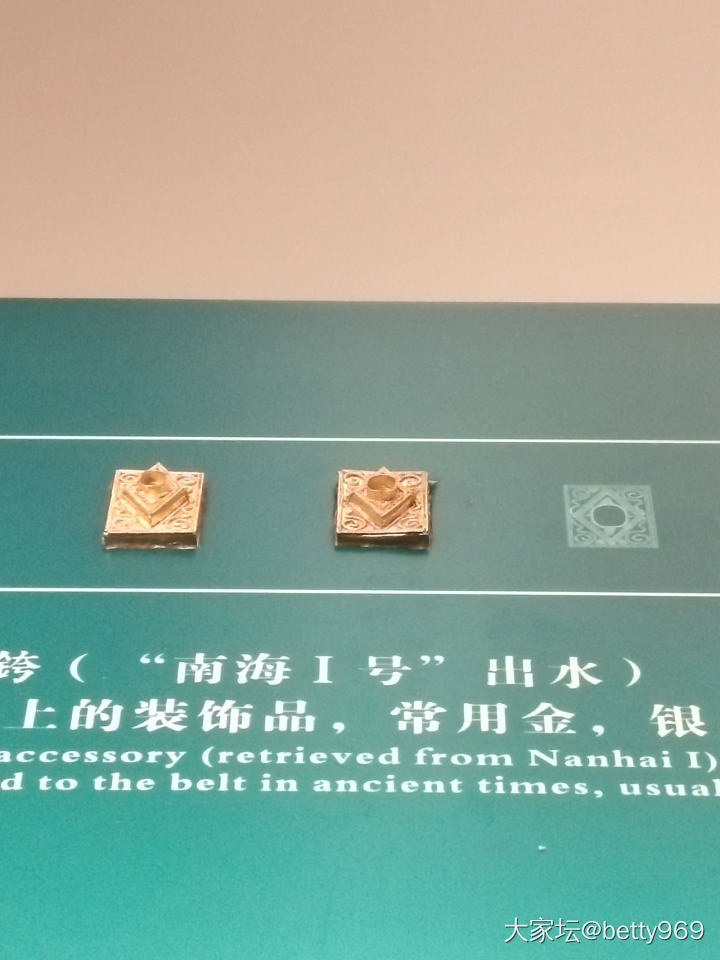 銙（“南海Ⅰ号”出水）
上的装饰品，常用金，银
accessory (retrieved from Nanhai I)
d to the belt in ancient times, usual
大家坛@betty969